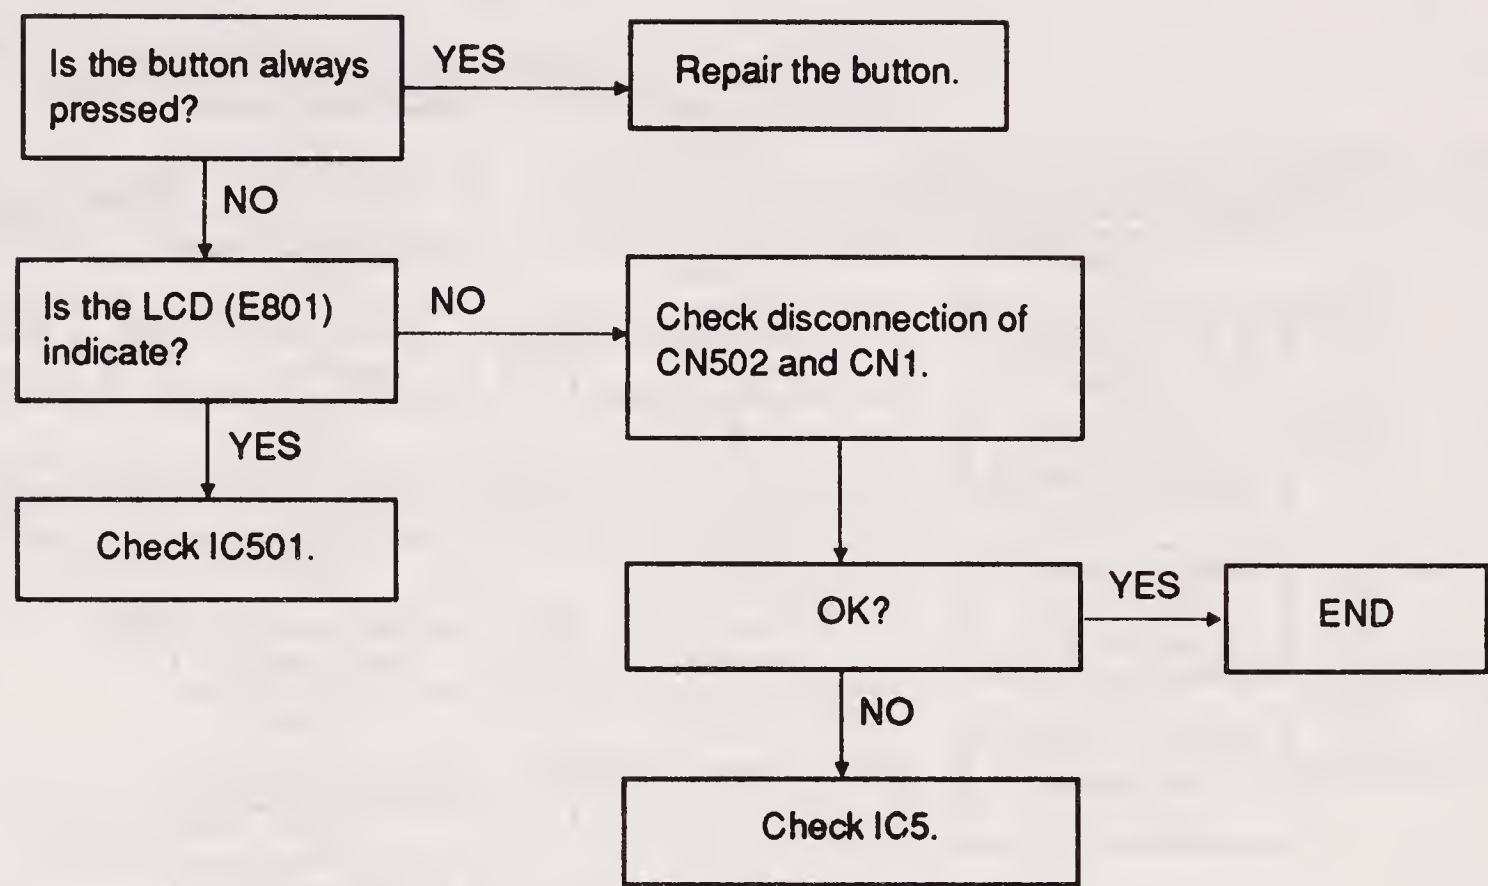 Is the button always
pressed?
YES
Repair the button.
NO
Is the LCD (E801)
indicate?
NO
Check disconnection of
CN502 and CN1.
YES
Check IC501.
OK?
YES
END
NO
Check IC5.